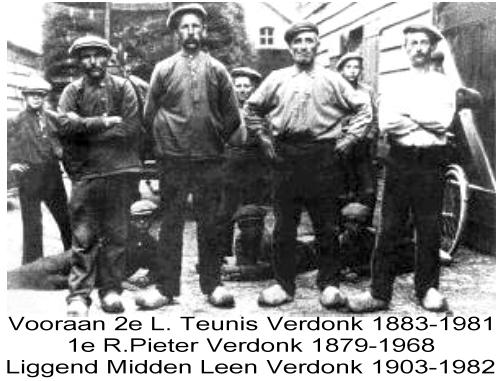 Vooraan 2e L. Teunis Verdonk 1883-1981
1e R.Pieter Verdonk 1879-1968
Liggend Midden Leen Verdonk 1903-1982